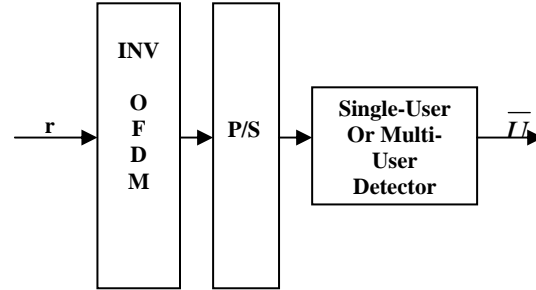 r
INV
O
F
D
M
P/S
Single-User
Or Multi-
User
Detector
U̅